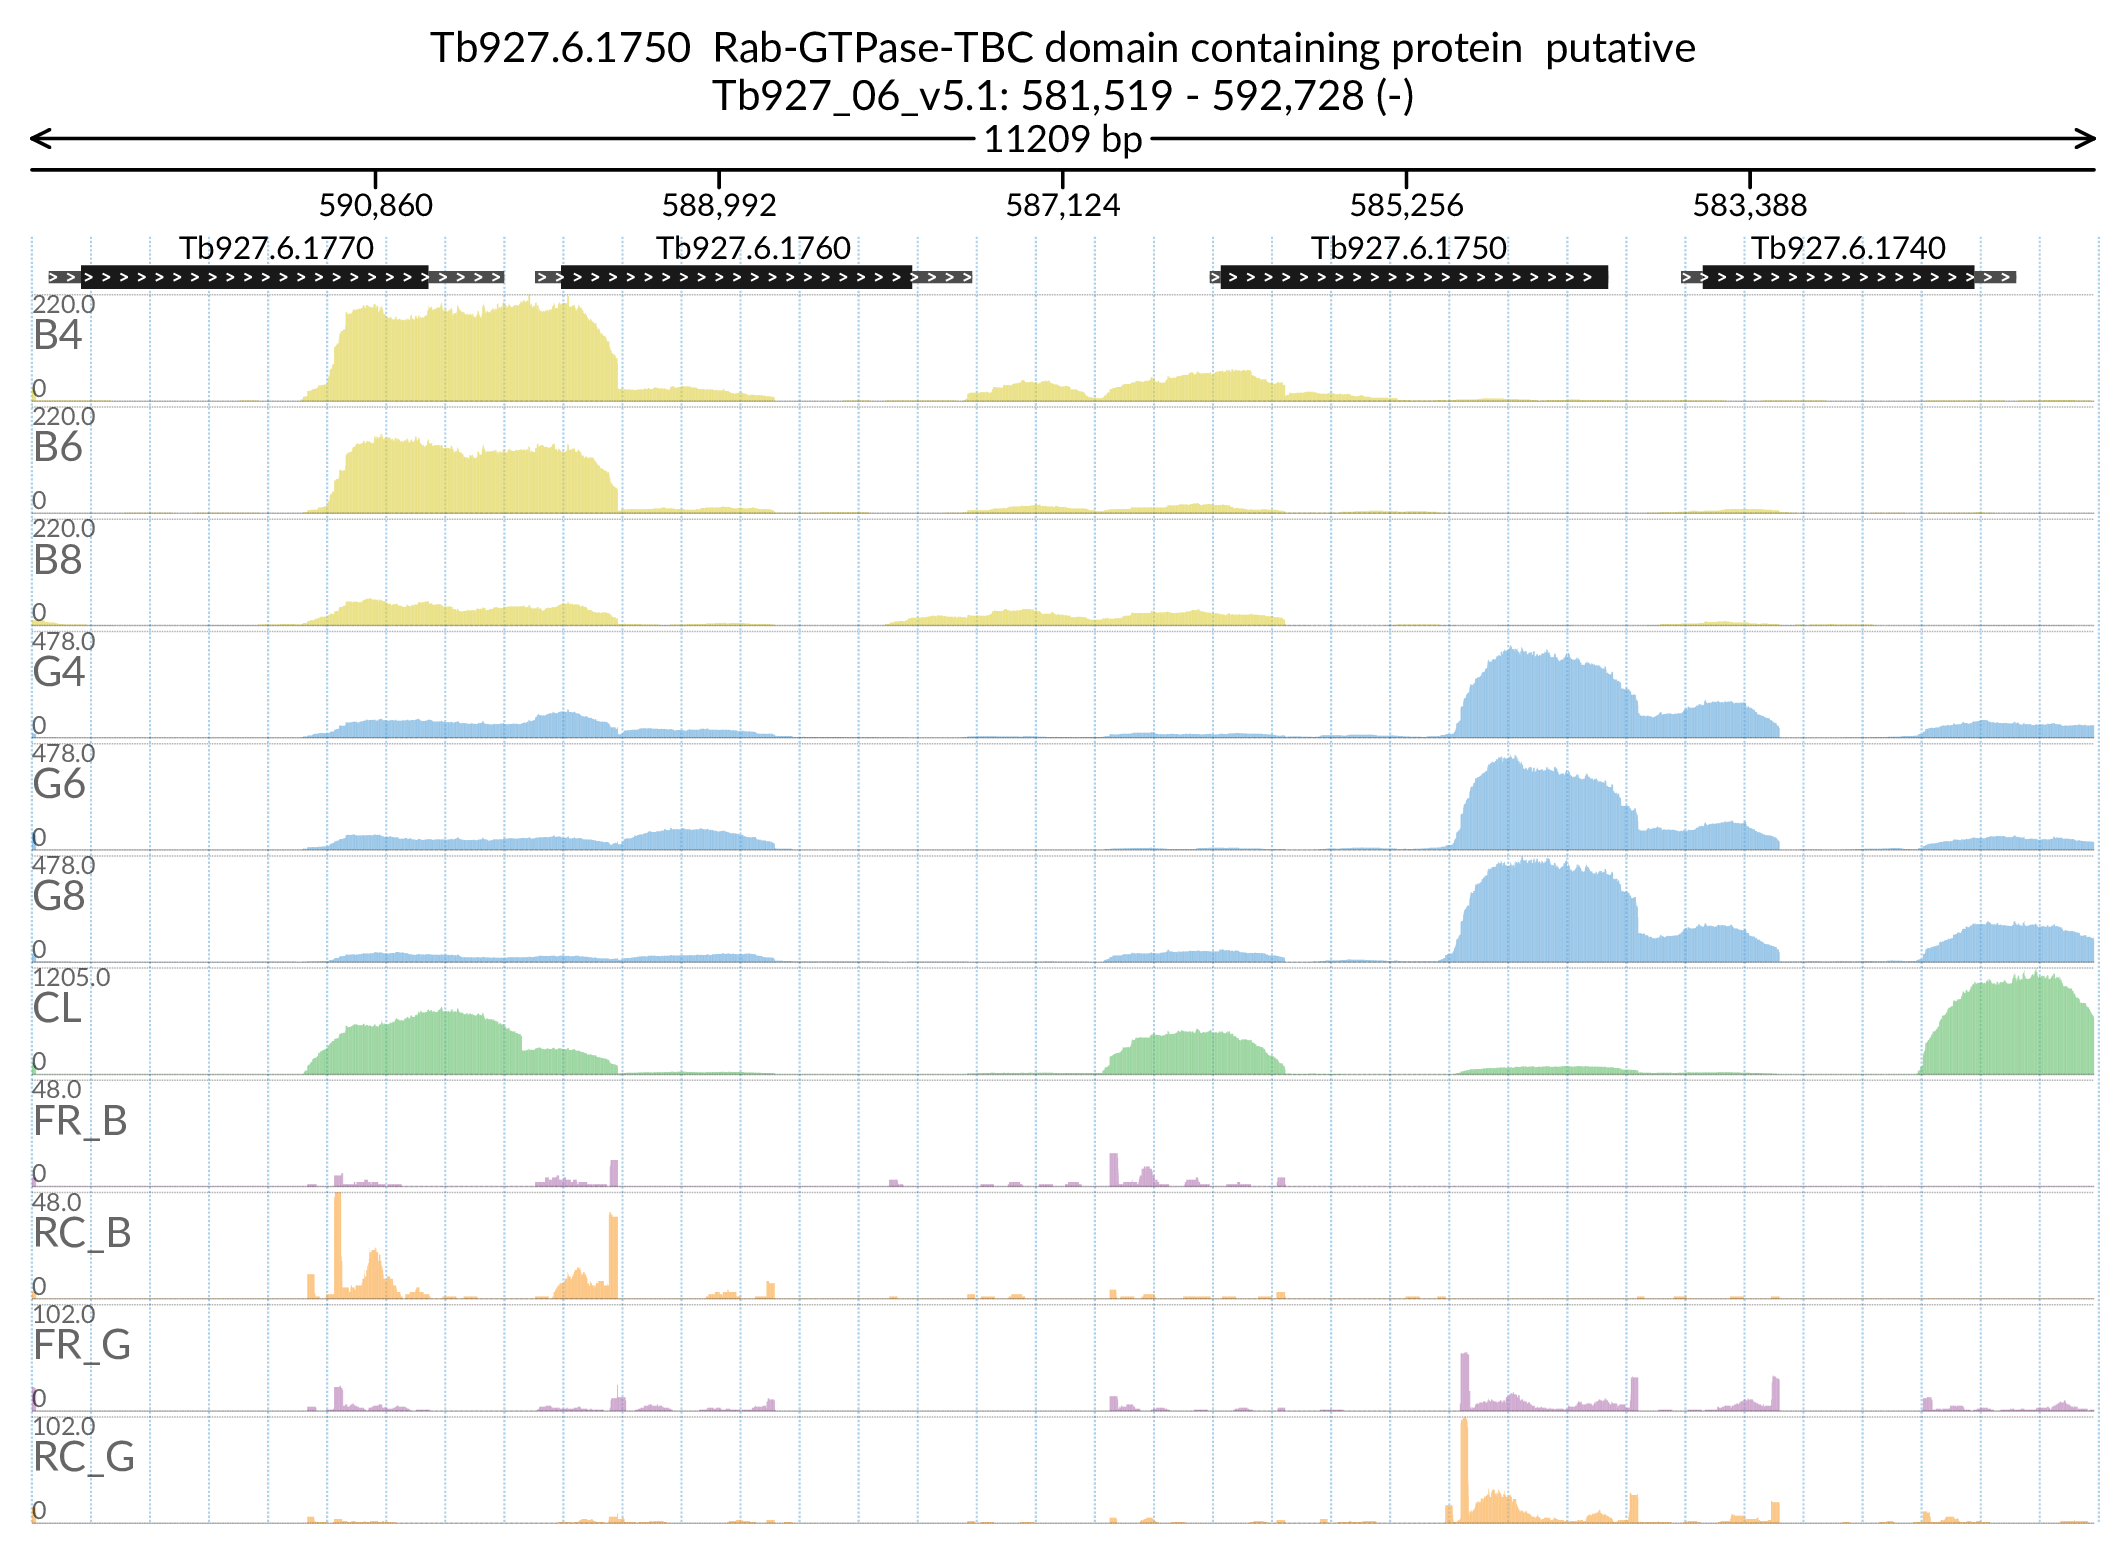 Tb927.6.1750  Rab-GTPase-TBC domain containing protein  putative
Tb927_06_v5.1: 581,519 - 592,728 (-)
11209 bp
590,860 588,992 587,124 585,256 583,388
Tb927.6.1770 Tb927.6.1760 Tb927.6.1750 Tb927.6.1740
220.0
B4
0
220.0
B6
0
220.0
B8
0
478.0
G4
0
478.0
G6
0
478.0
G8
0
1205.0
CL
0
48.0
FR_B
0
48.0
RC_B
0
102.0
FR_G
0
102.0
RC_G
0